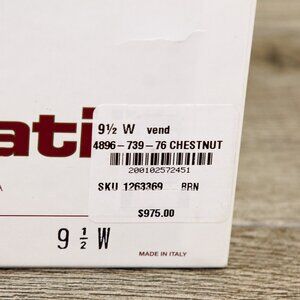 ati
9½ W vend
4896-739-76 CHESTNUT
200102572451
SKU 1263369 BRN
$975.00
A
9 ½ W
MADE IN ITALY